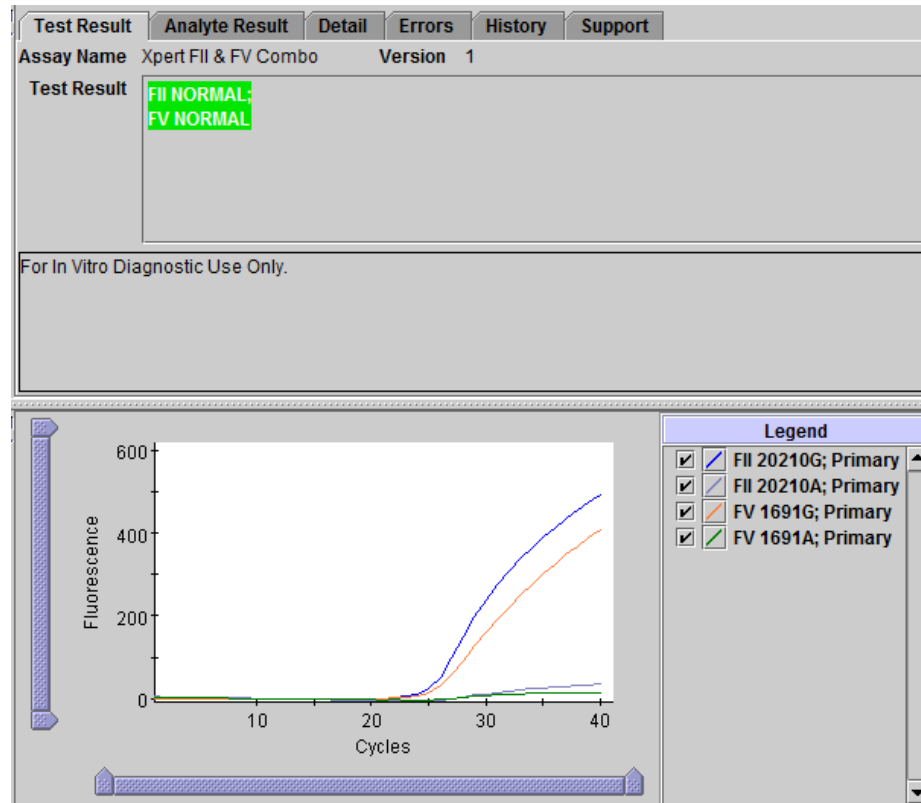 Test Result Analyte Result Detail Errors History Support
Assay Name Xpert FII & FV Combo Version 1
Test Result FII NORMAL;
FV NORMAL
For In Vitro Diagnostic Use Only.
Legend
FII 20210G; Primary
FII 20210A; Primary
FV 1691G; Primary
FV 1691A; Primary
600
400
200
0
Fluorescence
10 20 30 40
Cycles